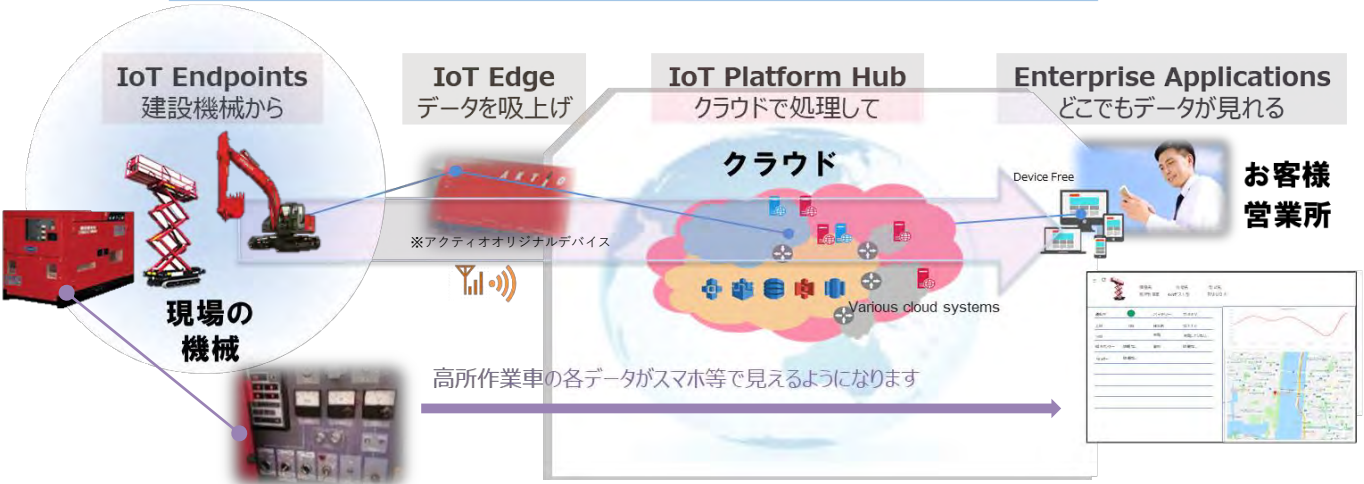 IoT Endpoints
建設機械から
IoT Edge
データを吸上げ
IoT Platform Hub
クラウドで処理して
Enterprise Applications
どこでもデータが見れる
クラウド
Device Free
お客様
営業所
AKTIO
※アクティオオリジナルデバイス
Various cloud systems
現場の
機械
高所作業車の各データがスマホ等で見えるようになります